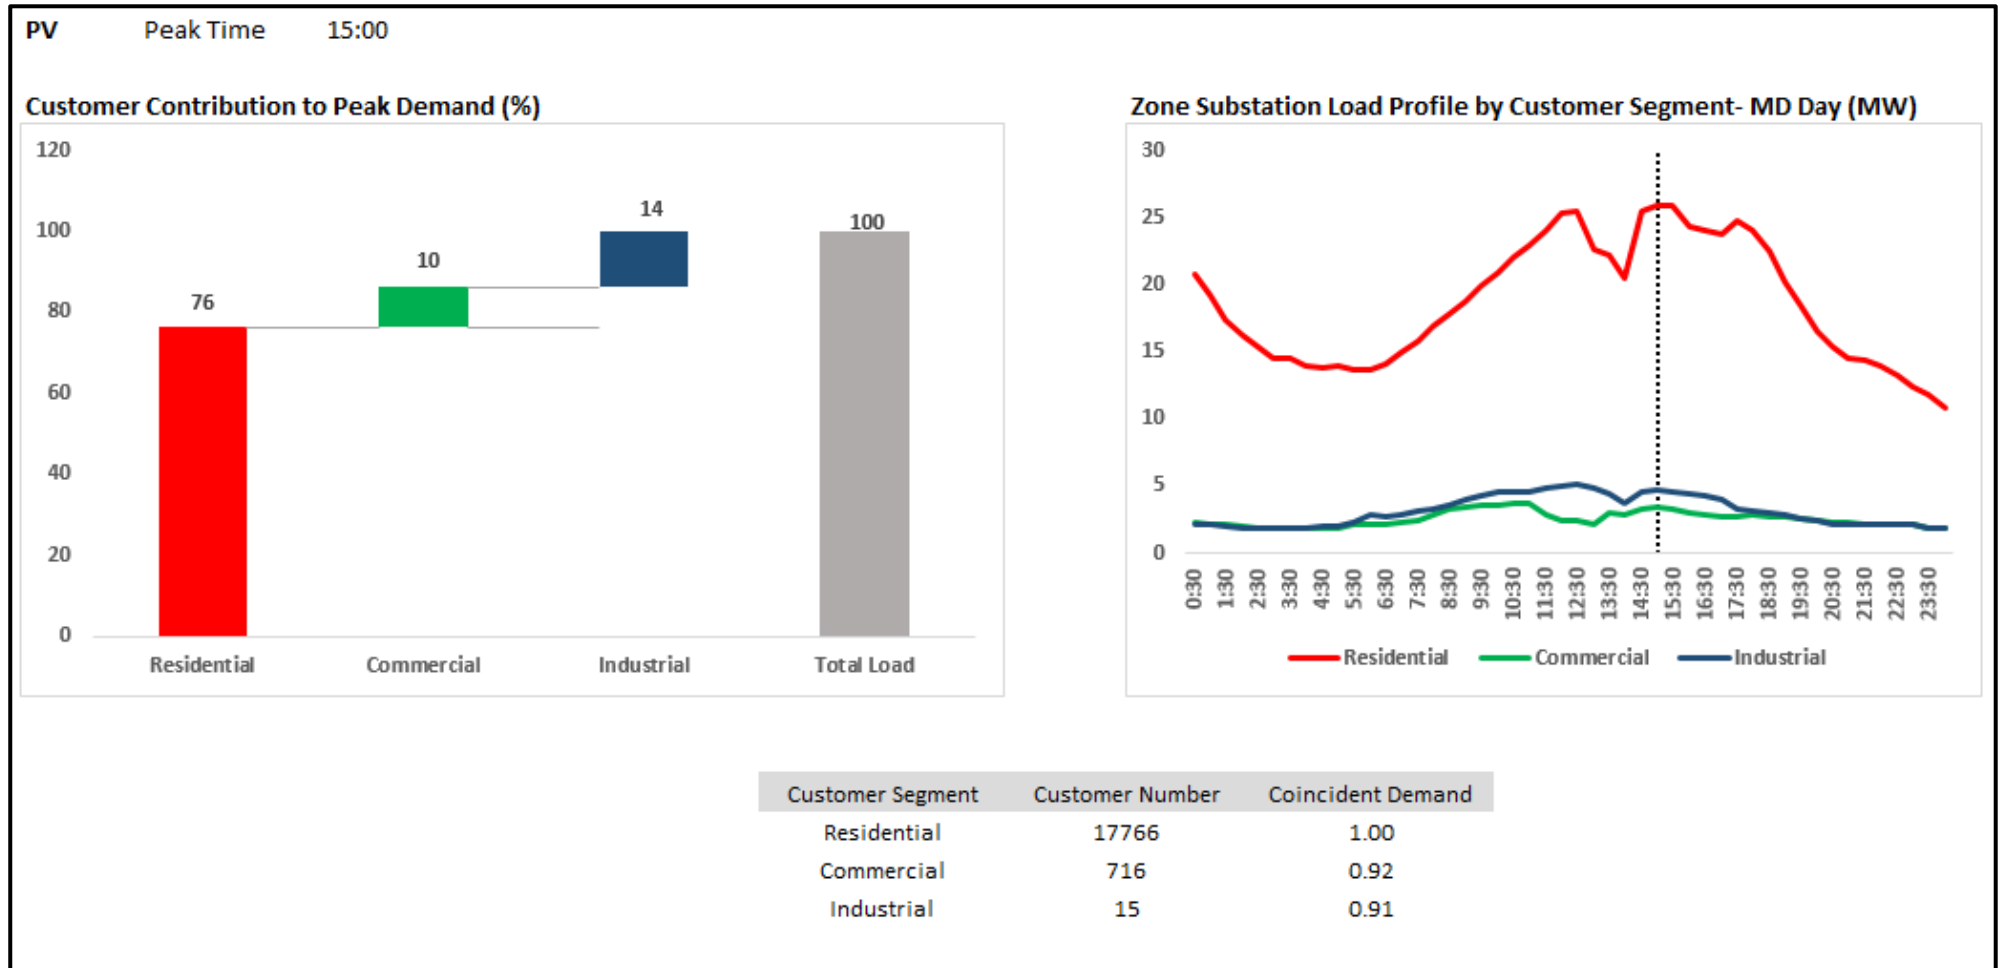 PV Peak Time 15:00
Customer Contribution to Peak Demand (%)
120
100
80
60
40
20
0
76
10
14
100
Residential Commercial Industrial Total Load
Zone Substation Load Profile by Customer Segment- MD Day (MW)
30
25
20
15
10
5
0
0:30 1:30 2:30 3:30 4:30 5:30 6:30 7:30 8:30 9:30 10:30 11:30 12:30 13:30 14:30 15:30 16:30 17:30 18:30 19:30 20:30 21:30 22:30 23:30
Residential Commercial Industrial
Customer Segment Customer Number Coincident Demand
Residential 17766 1.00
Commercial 716 0.92
Industrial 15 0.91